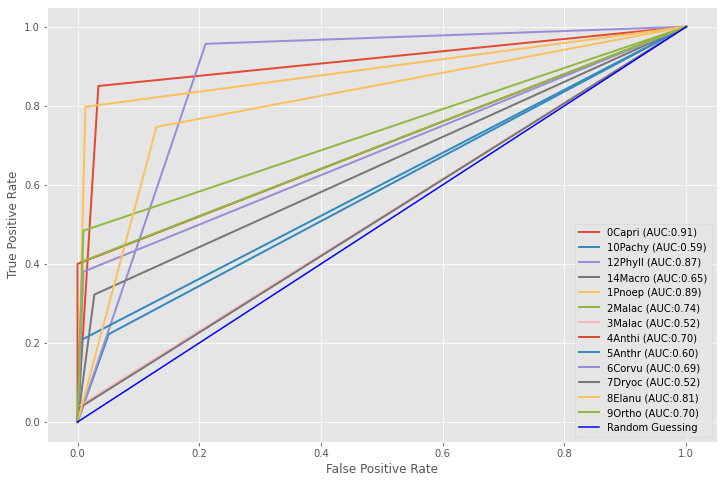 1.0
0.8
0.6
0.4
0.2
0.0
True Positive Rate
0Capri (AUC:0.91)
10Pachy (AUC:0.59)
12Phyll (AUC:0.87)
14Macro (AUC:0.65)
1Pnoep (AUC:0.89)
2Malac (AUC:0.74)
3Malac (AUC:0.52)
4Anthi (AUC:0.70)
5Anthr (AUC:0.60)
6Corvu (AUC:0.69)
7Dryoc (AUC:0.52)
8Elanu (AUC:0.81)
9Ortho (AUC:0.70)
Random Guessing
0.0 0.2 0.4 0.6 0.8 1.0
False Positive Rate